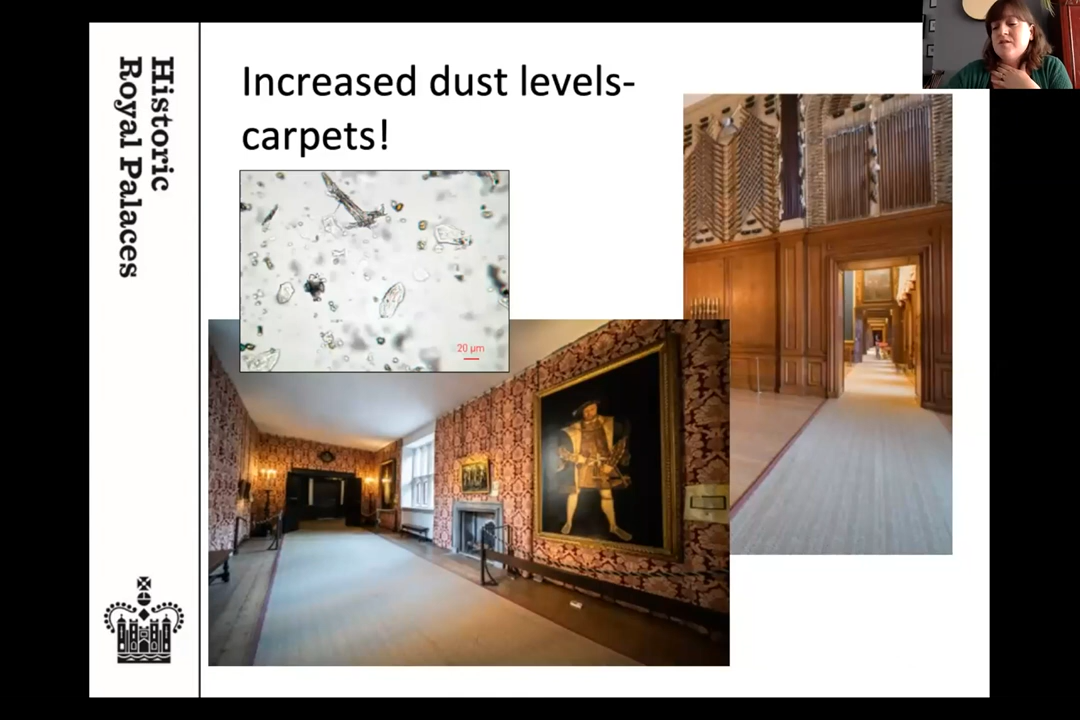 Historic
Royal Palaces
Increased dust levels-
carpets!
20 µm